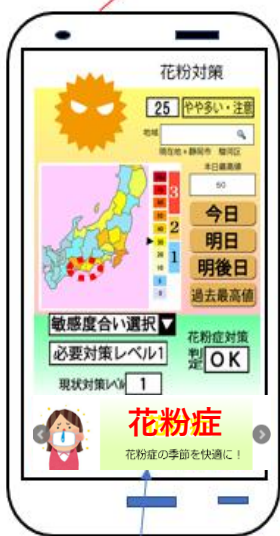 花粉対策
25 やや多い・注意
地域
現在地＊静岡市 駿河区
本日最高値
50
3
2
1
今日
明日
明後日
過去最高値
敏感度合い選択▼
必要対策レベル1
花粉症対策
判定 OK
現状対策レベル 1
花粉症
花粉症の季節を快適に！